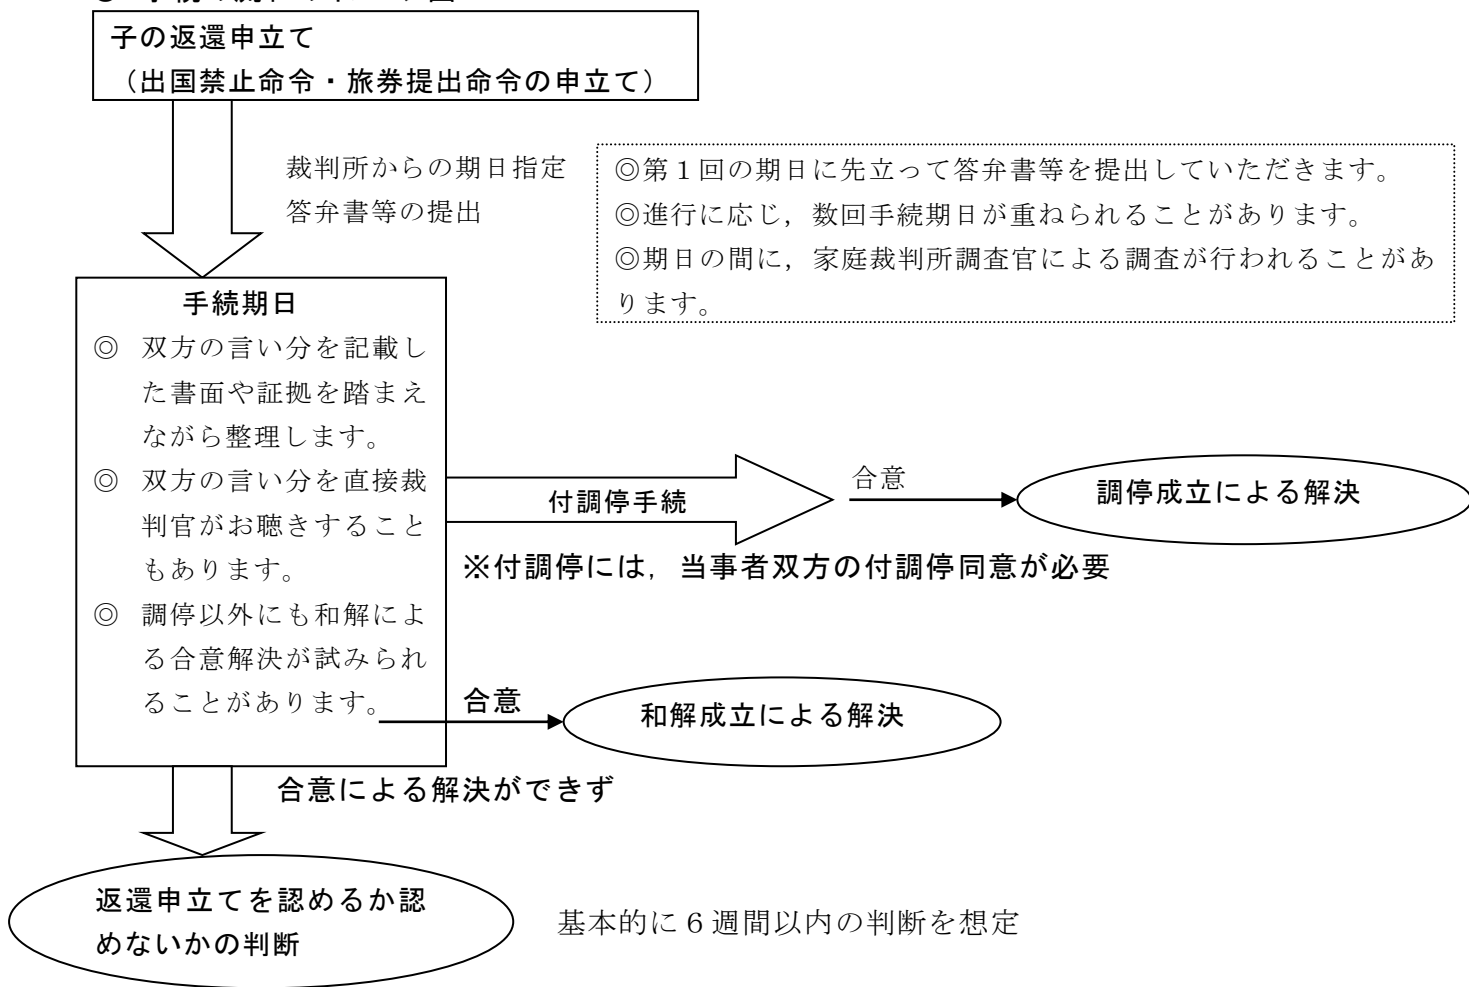 子の返還申立て
（出国禁止命令・旅券提出命令の申立て）
裁判所からの期日指定
答弁書等の提出
◎第１回の期日に先立って答弁書等を提出していただきます。
◎進行に応じ，数回手続期日が重ねられることがあります。
◎期日の間に，家庭裁判所調査官による調査が行われることがあ
ります。
手続期日
◎ 双方の言い分を記載し
た書面や証拠を踏まえ
ながら整理します。
◎ 双方の言い分を直接裁
判官がお聴きすること
もあります。
◎ 調停以外にも和解によ
る合意解決が試みられ
ることがあります。
付調停手続
合意
調停成立による解決
※付調停には，当事者双方の付調停同意が必要
合意
和解成立による解決
合意による解決ができず
返還申立てを認めるか認
めないかの判断
基本的に６週間以内の判断を想定